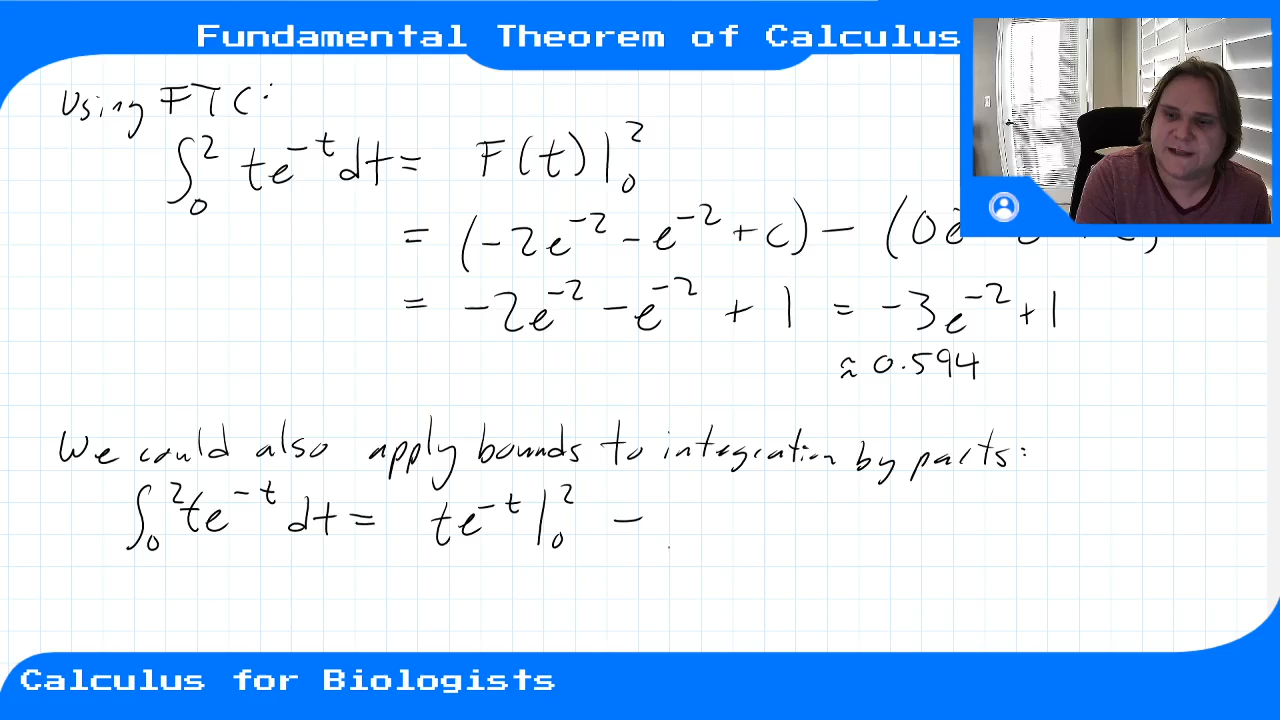 Fundamental Theorem of Calculus
Using FTC:
∫₀² te^{-t} dt = F(t)|₀²
= (-2e^{-2} - e^{-2} + c) - (0e
= -2e^{-2} - e^{-2} + 1 = -3e^{-2} + 1
≈ 0.594
We could also apply bounds to integration by parts:
∫₀² te^{-t} dt = te^{-t}|₀² -
Calculus for Biologists